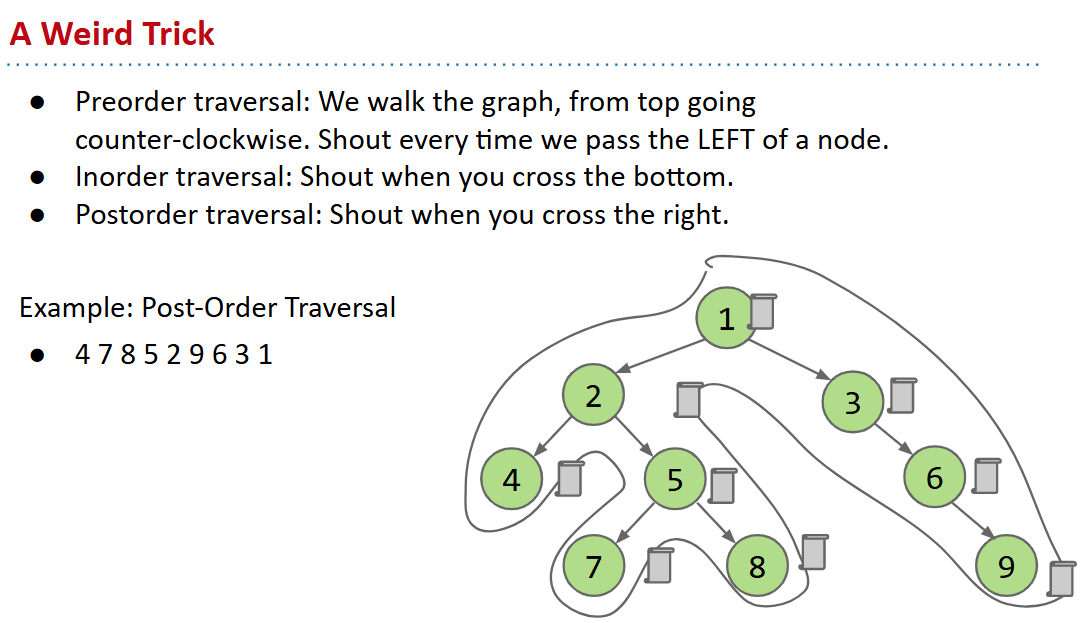 A Weird Trick
● Preorder traversal: We walk the graph, from top going
counter-clockwise. Shout every time we pass the LEFT of a node.
● Inorder traversal: Shout when you cross the bottom.
● Postorder traversal: Shout when you cross the right.
Example: Post-Order Traversal
● 4 7 8 5 2 9 6 3 1
1
2
3
4
5
6
7
8
9